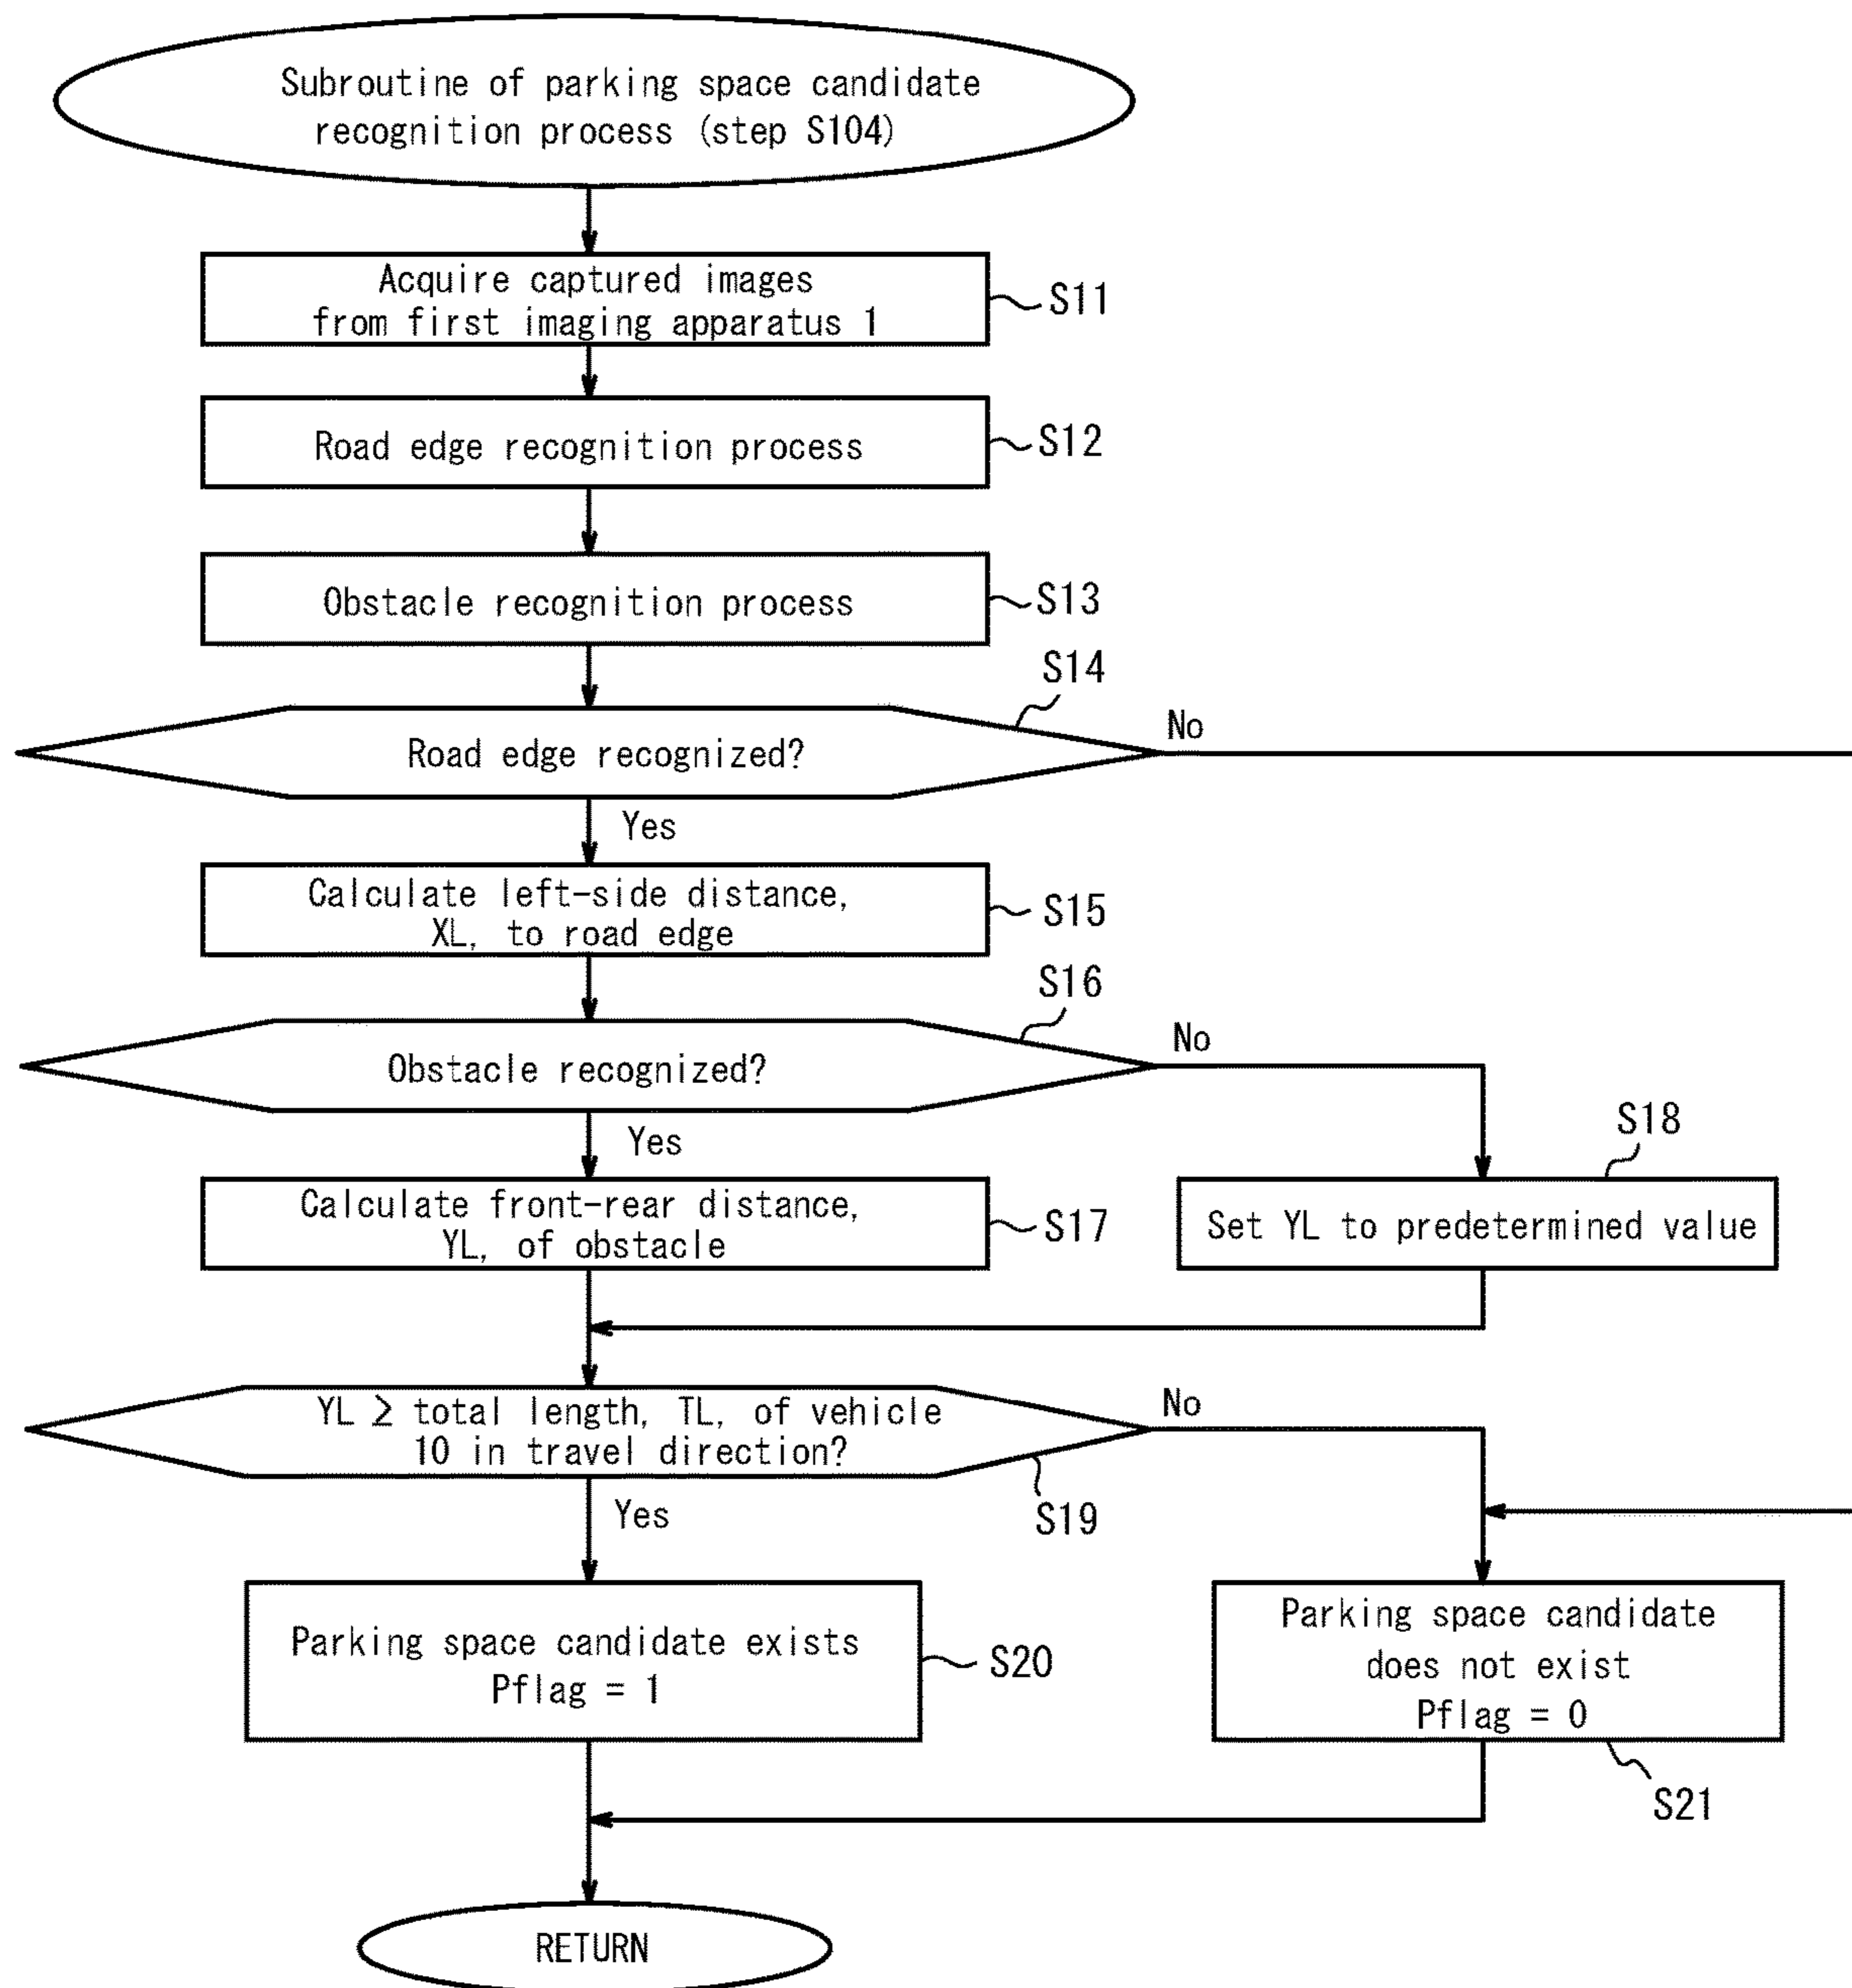 Subroutine of parking space candidate
recognition process (step S104)
Acquire captured images
from first imaging apparatus 1
S11
Road edge recognition process
S12
Obstacle recognition process
S13
S14
Road edge recognized?
No
Yes
Calculate left-side distance,
XL, to road edge
S15
S16
Obstacle recognized?
No
Yes
S18
Calculate front-rear distance,
YL, of obstacle
S17
Set YL to predetermined value
YL ≥ total length, TL, of vehicle
10 in travel direction?
No
S19
Yes
Parking space candidate exists
Pflag = 1
S20
Parking space candidate
does not exist
Pflag = 0
S21
RETURN